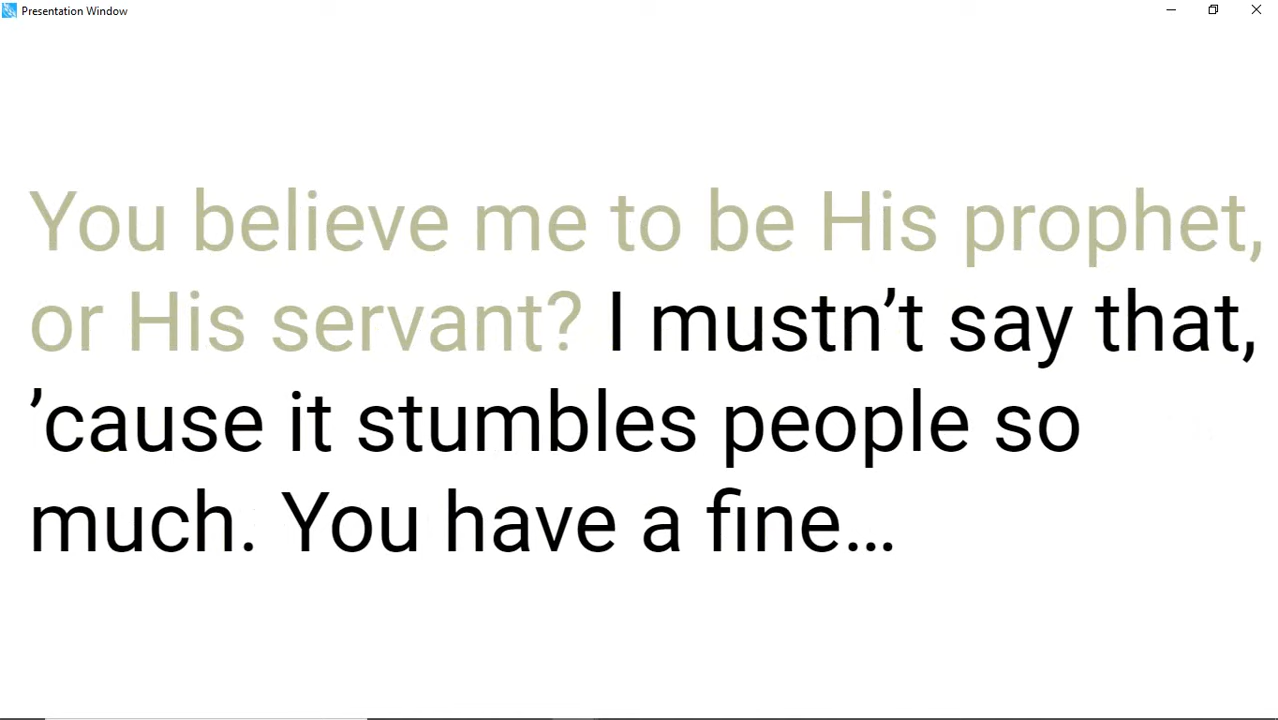 Presentation Window
You believe me to be His prophet,
or His servant? I mustn’t say that,
’cause it stumbles people so
much. You have a fine…